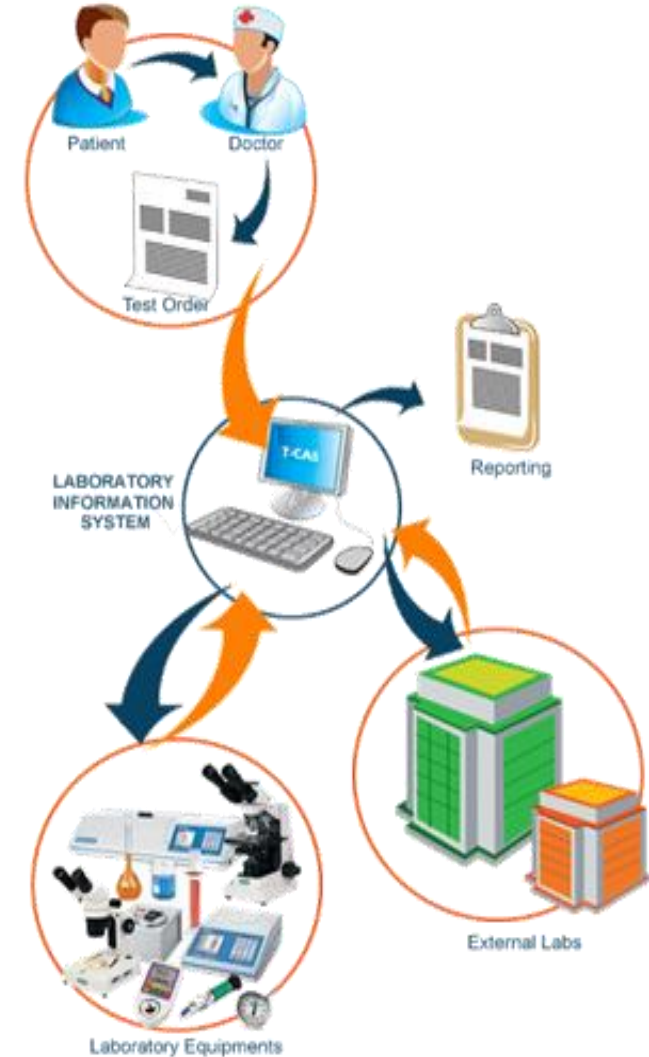 Patient
Doctor
Test Order
T-CAS
Reporting
LABORATORY
INFORMATION
SYSTEM
External Labs
Laboratory Equipments